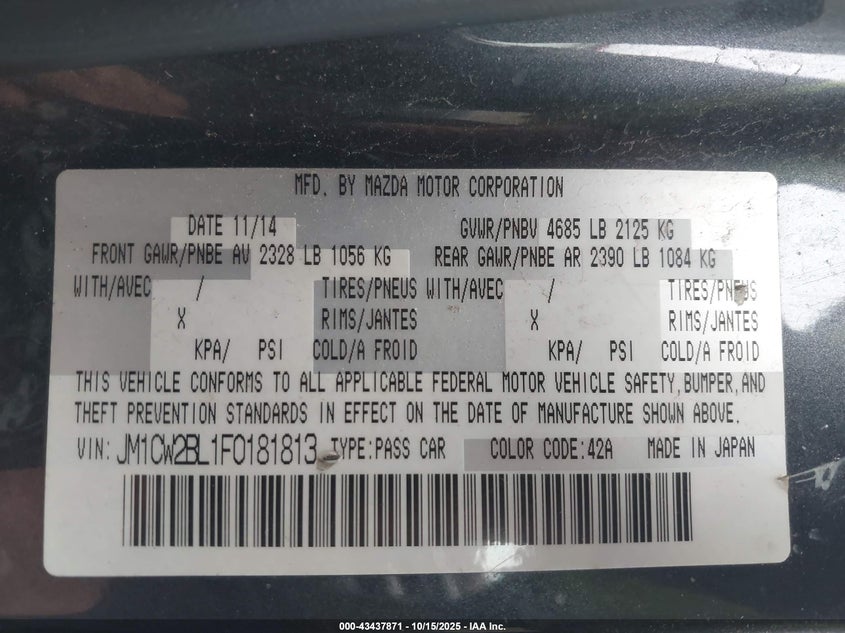 MFD. BY MAZDA MOTOR CORPORATION
DATE 11/14 GVWR/PNBV 4685 LB 2125 KG
FRONT GAWR/PNBE AV 2328 LB 1056 KG REAR GAWR/PNBE AR 2390 LB 1084 KG
WITH/AVEC / TIRES/PNEUS WITH/AVEC / TIRES/PNEUS
X RIMS/JANTES X RIMS/JANTES
KPA/ PSI COLD/A FROID KPA/ PSI COLD/A FROID
THIS VEHICLE CONFORMS TO ALL APPLICABLE FEDERAL MOTOR VEHICLE SAFETY,BUMPER,AND
THEFT PREVENTION STANDARDS IN EFFECT ON THE DATE OF MANUFACTURE SHOWN ABOVE.
VIN: JM1CW2BL1F0181813 TYPE:PASS CAR COLOR CODE:42A MADE IN JAPAN
000-43437871 - 10/15/2025 - IAA Inc.